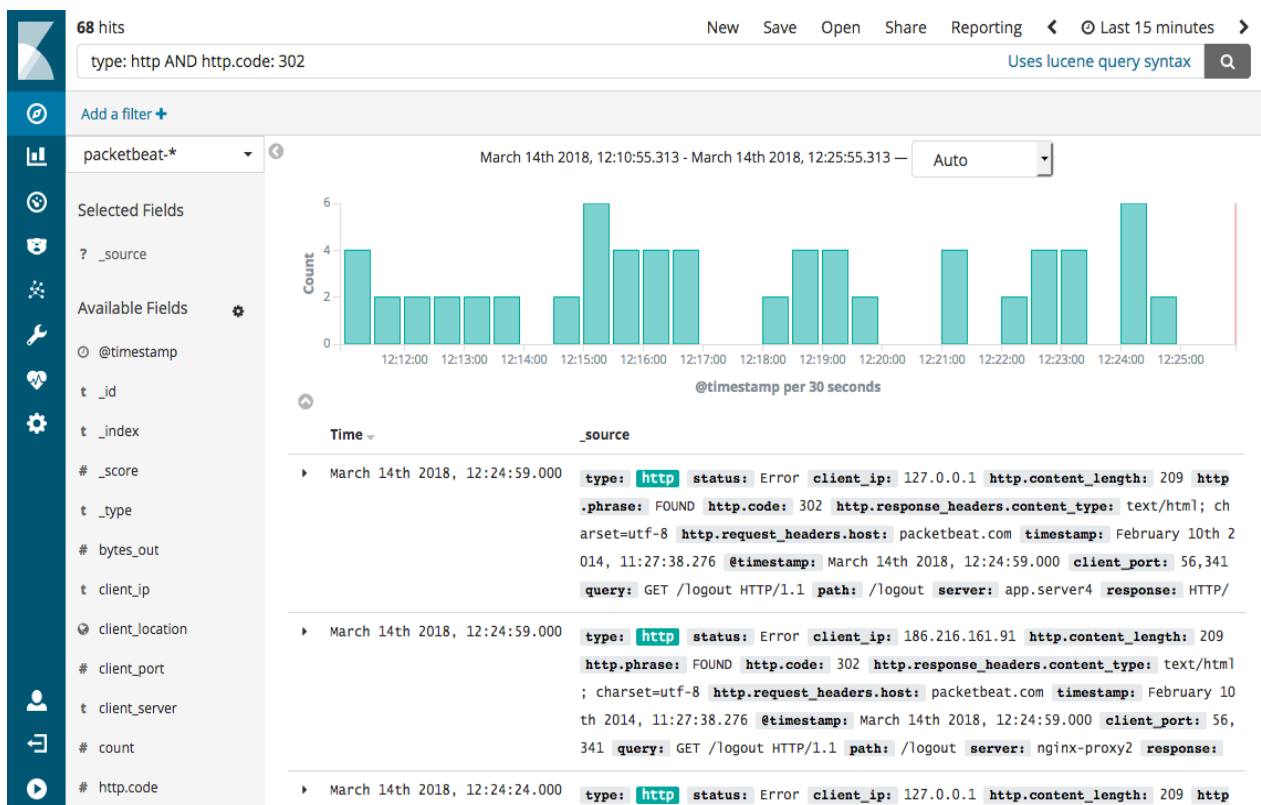 68 hits New Save Open Share Reporting Last 15 minutes
type: http AND http.code: 302 Uses lucene query syntax
Add a filter +
packetbeat-*
March 14th 2018, 12:10:55.313 - March 14th 2018, 12:25:55.313 — Auto
Selected Fields
? _source
Available Fields
@timestamp
t _id
t _index
# _score
t _type
# bytes_out
t client_ip
client_location
# client_port
t client_server
# count
# http.code
6
4
2
0
Count
12:12:00 12:13:00 12:14:00 12:15:00 12:16:00 12:17:00 12:18:00 12:19:00 12:20:00 12:21:00 12:22:00 12:23:00 12:24:00 12:25:00
@timestamp per 30 seconds
Time _source
March 14th 2018, 12:24:59.000 type: http status: Error client_ip: 127.0.0.1 http.content_length: 209 http
.phrase: FOUND http.code: 302 http.response_headers.content_type: text/html; ch
arset=utf-8 http.request_headers.host: packetbeat.com timestamp: February 10th 2
014, 11:27:38.276 @timestamp: March 14th 2018, 12:24:59.000 client_port: 56,341
query: GET /logout HTTP/1.1 path: /logout server: app.server4 response: HTTP/
March 14th 2018, 12:24:59.000 type: http status: Error client_ip: 186.216.161.91 http.content_length: 209
http.phrase: FOUND http.code: 302 http.response_headers.content_type: text/html
; charset=utf-8 http.request_headers.host: packetbeat.com timestamp: February 10
th 2014, 11:27:38.276 @timestamp: March 14th 2018, 12:24:59.000 client_port: 56,
341 query: GET /logout HTTP/1.1 path: /logout server: nginx-proxy2 response:
March 14th 2018, 12:24:24.000 type: http status: Error client_ip: 127.0.0.1 http.content_length: 209 http